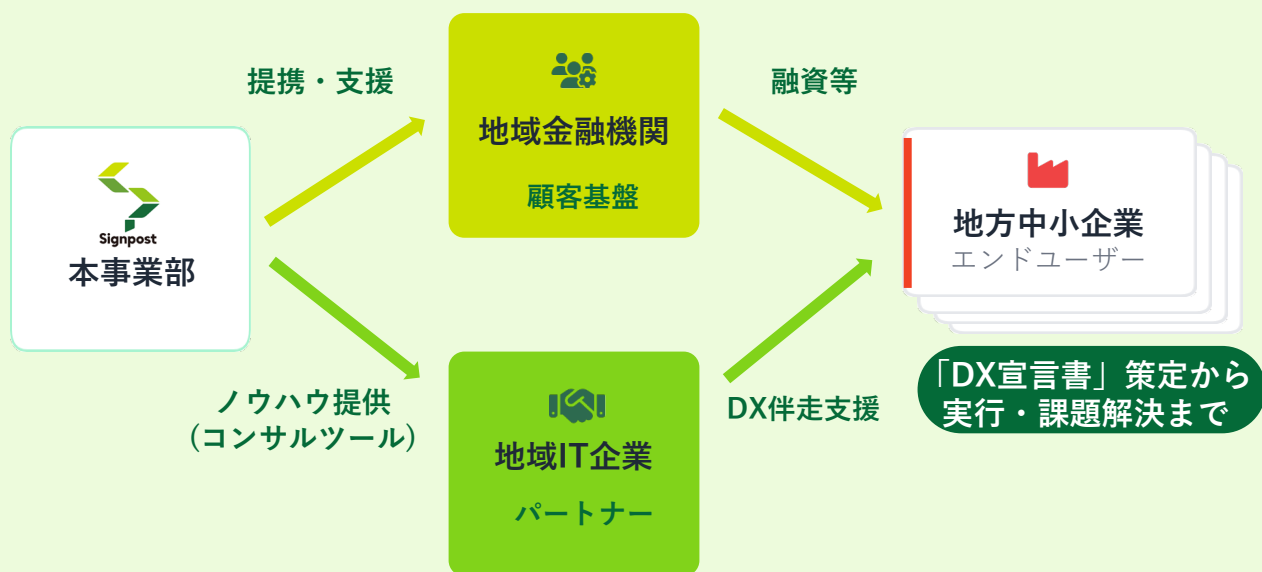 提携・支援
地域金融機関
顧客基盤
融資等
Signpost
本事業部
地方中小企業
エンドユーザー
「DX宣言書」策定から
実行・課題解決まで
ノウハウ提供
(コンサルツール)
地域IT企業
パートナー
DX伴走支援